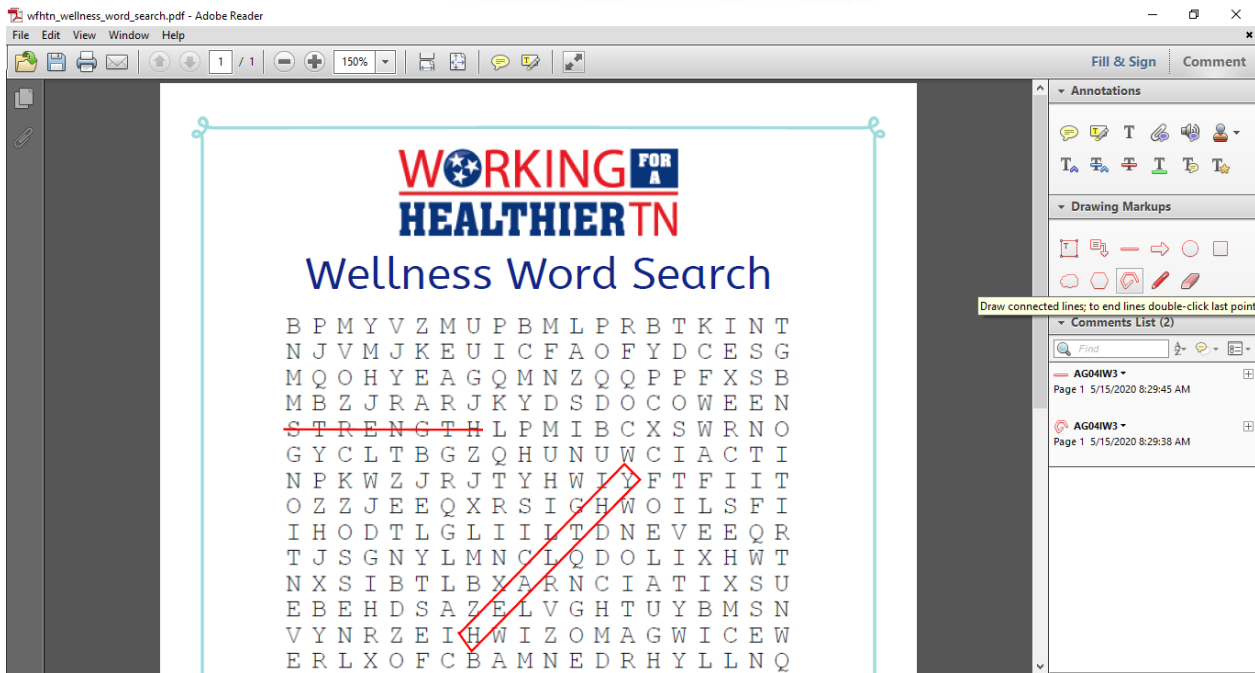 wfhtn_wellness_word_search.pdf - Adobe Reader
File Edit View Window Help
1 / 1 150% Fill & Sign Comment
Annotations
Drawing Markups
Draw connected lines; to end lines double-click last point
Comments List (2)
Find
AG04IW3
Page 1 5/15/2020 8:29:45 AM
AG04IW3
Page 1 5/15/2020 8:29:38 AM
WORKING FOR A
HEALTHIER TN
Wellness Word Search
B P M Y V Z M U P B M L P R B T K I N T
N J V M J K E U I C F A O F Y D C E S G
M Q O H Y E A G Q M N Z Q Q P P F X S B
M B Z J R A R J K Y D S D O C O W E E N
S T R E N G T H L P M I B C X S W R N O
G Y C L T B G Z Q H U N U W C I A C T I
N P K W Z J R J T Y H W I Y F T F I I T
O Z Z J E E Q X R S I G H W O I L S F I
I H O D T L G L I I L T D N E V E E Q R
T J S G N Y L M N C L Q D O L I X H W T
N X S I B T L B X A R N C I A T I X S U
E B E H D S A Z E L V G H T U Y B M S N
V Y N R Z E I H W I Z O M A G W I C E W
E R L X O F C B A M N E D R H Y L L N Q